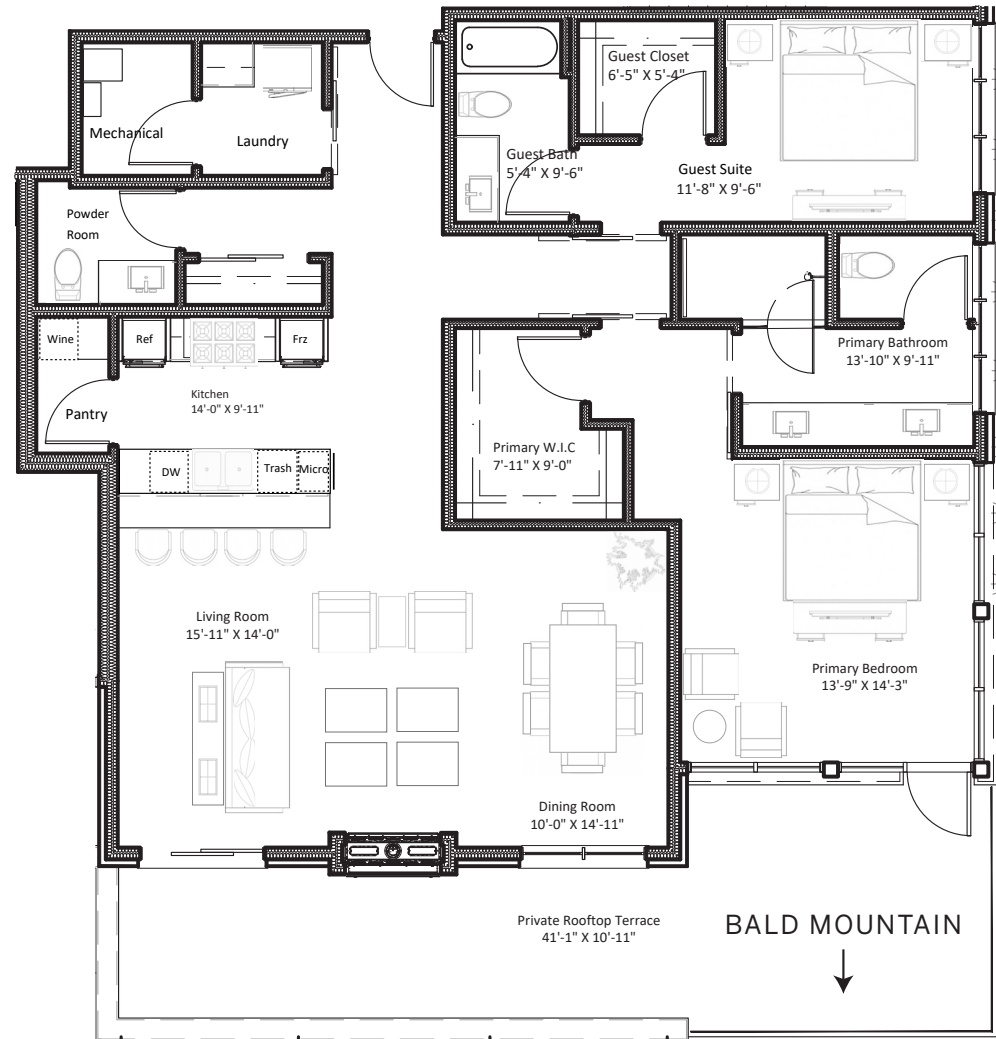 Guest Closet
6'-5" X 5'-4"
Mechanical
Laundry
Guest Bath
5'-4" X 9'-6"
Guest Suite
11'-8" X 9'-6"
Powder
Room
Wine
Ref
Frz
Primary Bathroom
13'-10" X 9'-11"
Kitchen
14'-0" X 9'-11"
Pantry
Primary W.I.C
7'-11" X 9'-0"
DW
Trash
Micro
Living Room
15'-11" X 14'-0"
Primary Bedroom
13'-9" X 14'-3"
Dining Room
10'-0" X 14'-11"
Private Rooftop Terrace
41'-1" X 10'-11"
BALD MOUNTAIN